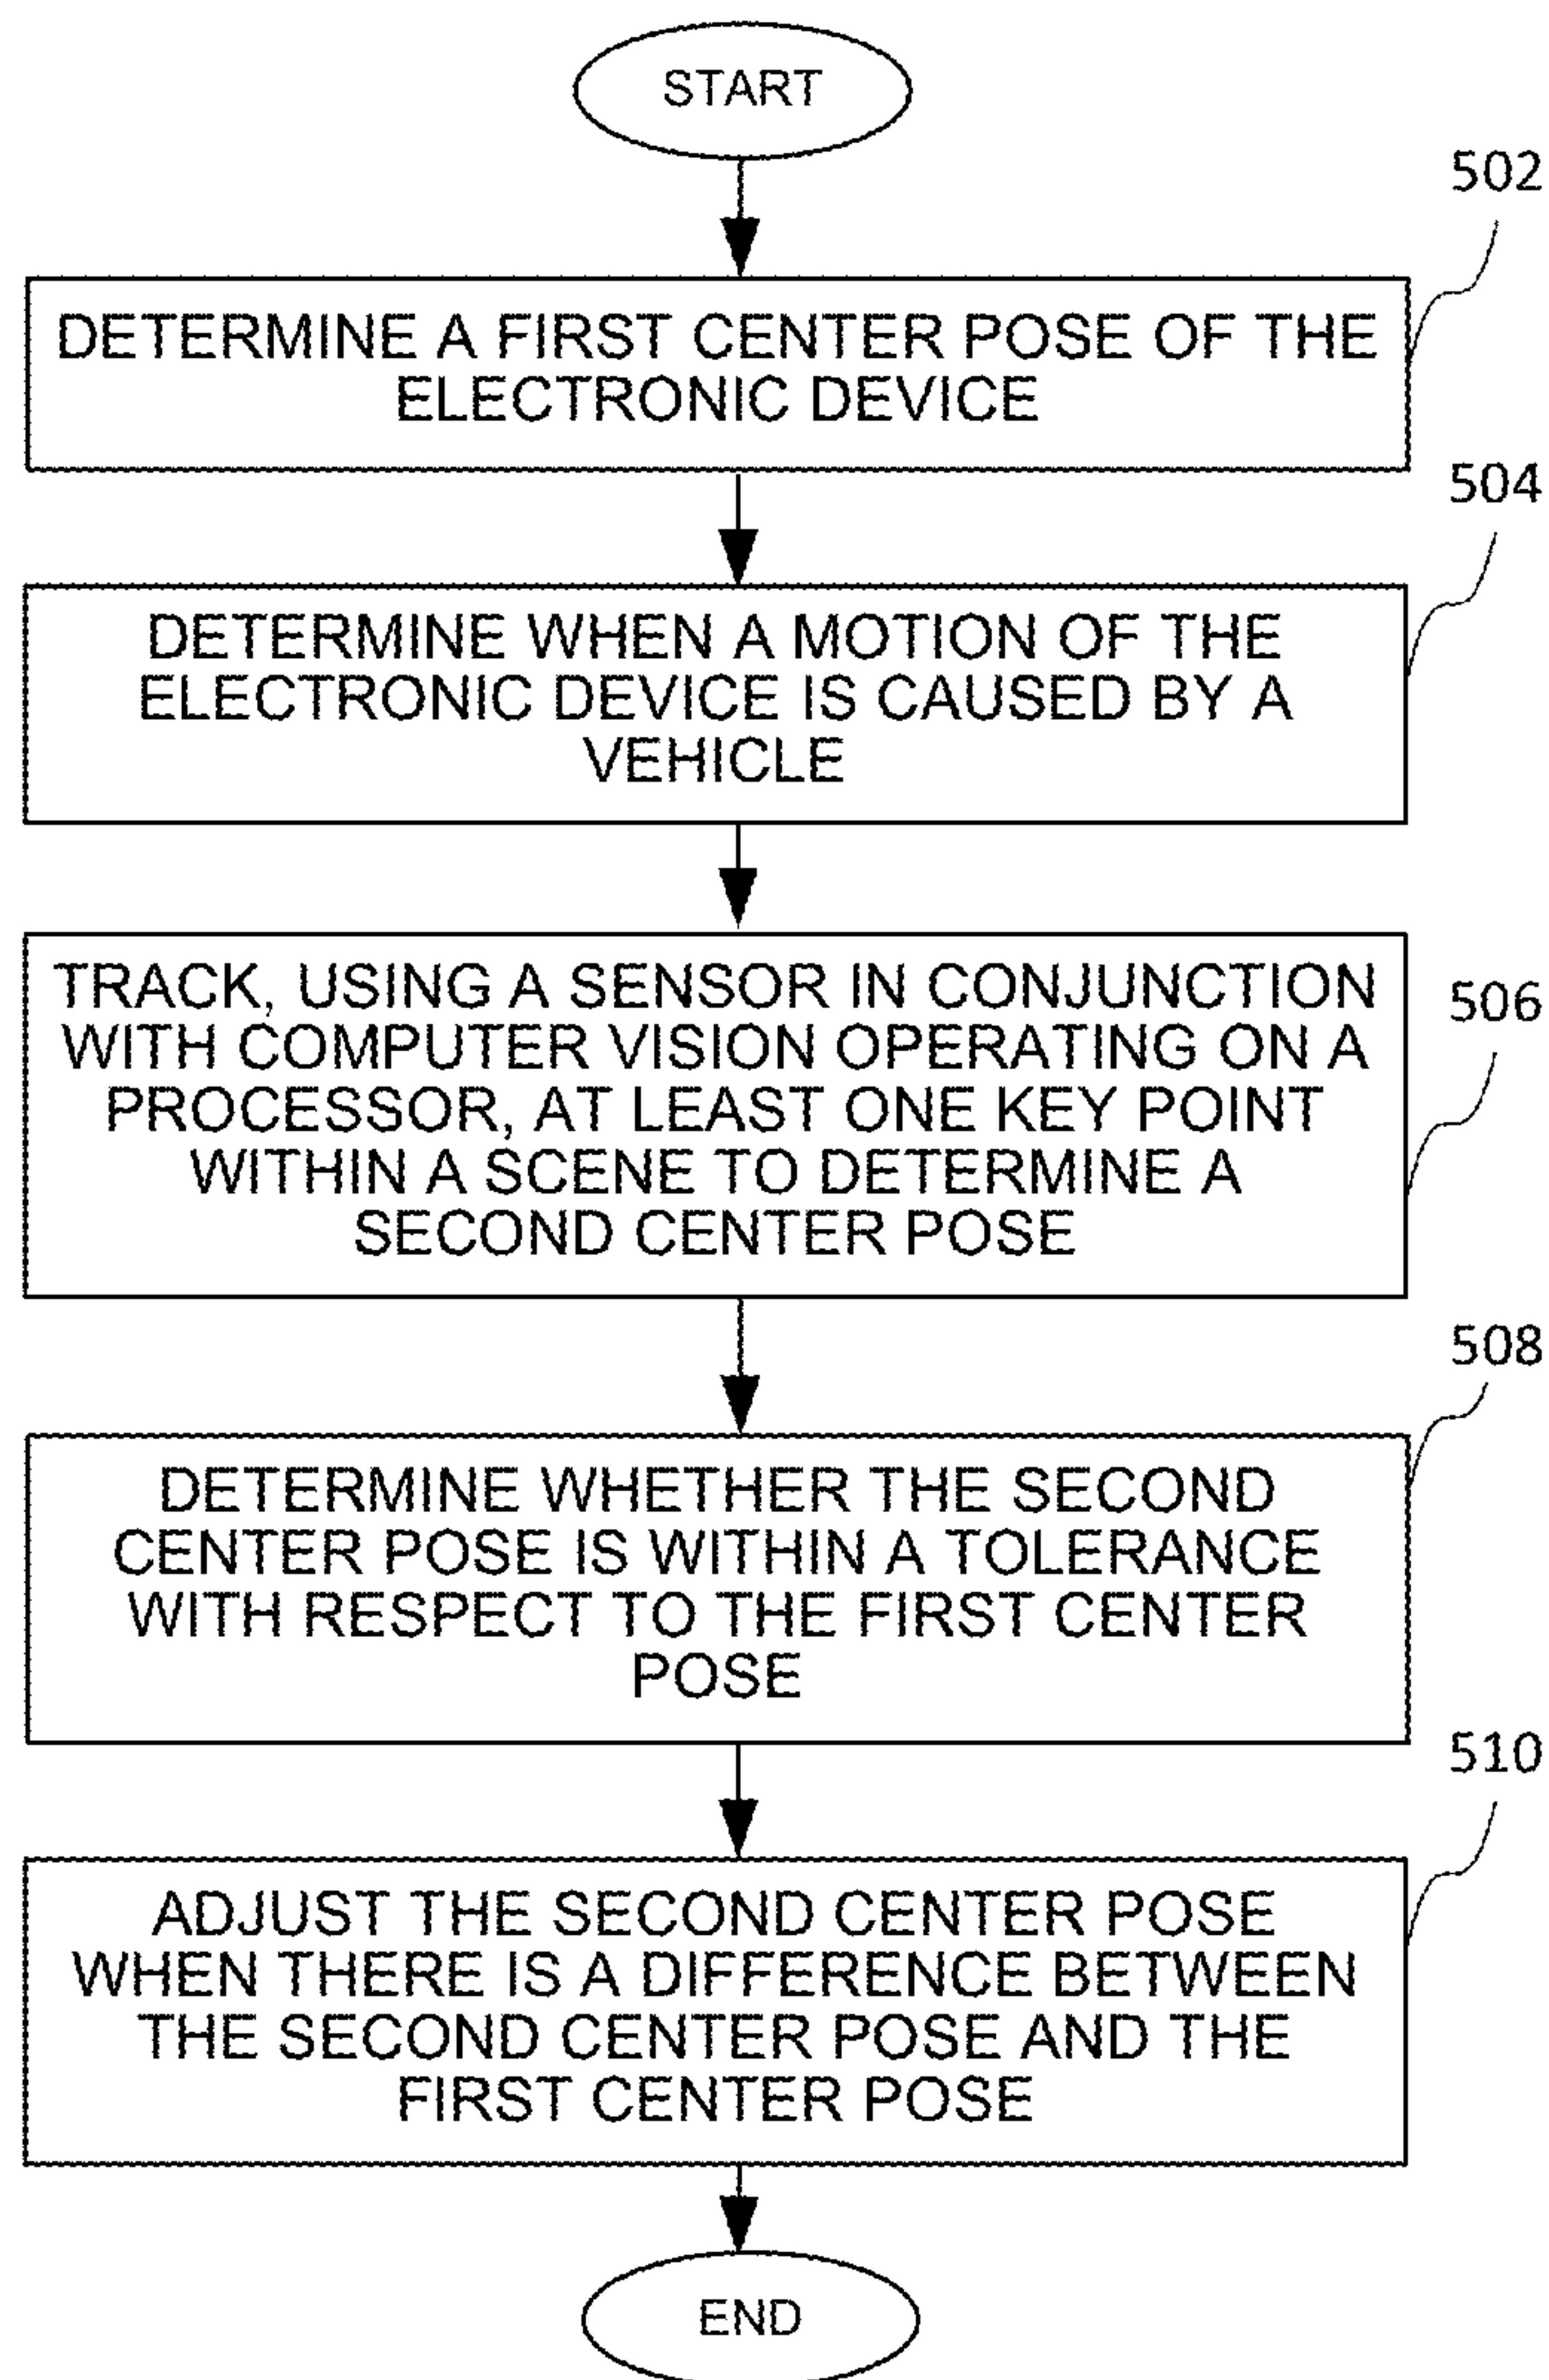 START
502
DETERMINE A FIRST CENTER POSE OF THE
ELECTRONIC DEVICE
504
DETERMINE WHEN A MOTION OF THE
ELECTRONIC DEVICE IS CAUSED BY A
VEHICLE
506
TRACK, USING A SENSOR IN CONJUNCTION
WITH COMPUTER VISION OPERATING ON A
PROCESSOR, AT LEAST ONE KEY POINT
WITHIN A SCENE TO DETERMINE A
SECOND CENTER POSE
508
DETERMINE WHETHER THE SECOND
CENTER POSE IS WITHIN A TOLERANCE
WITH RESPECT TO THE FIRST CENTER
POSE
510
ADJUST THE SECOND CENTER POSE
WHEN THERE IS A DIFFERENCE BETWEEN
THE SECOND CENTER POSE AND THE
FIRST CENTER POSE
END